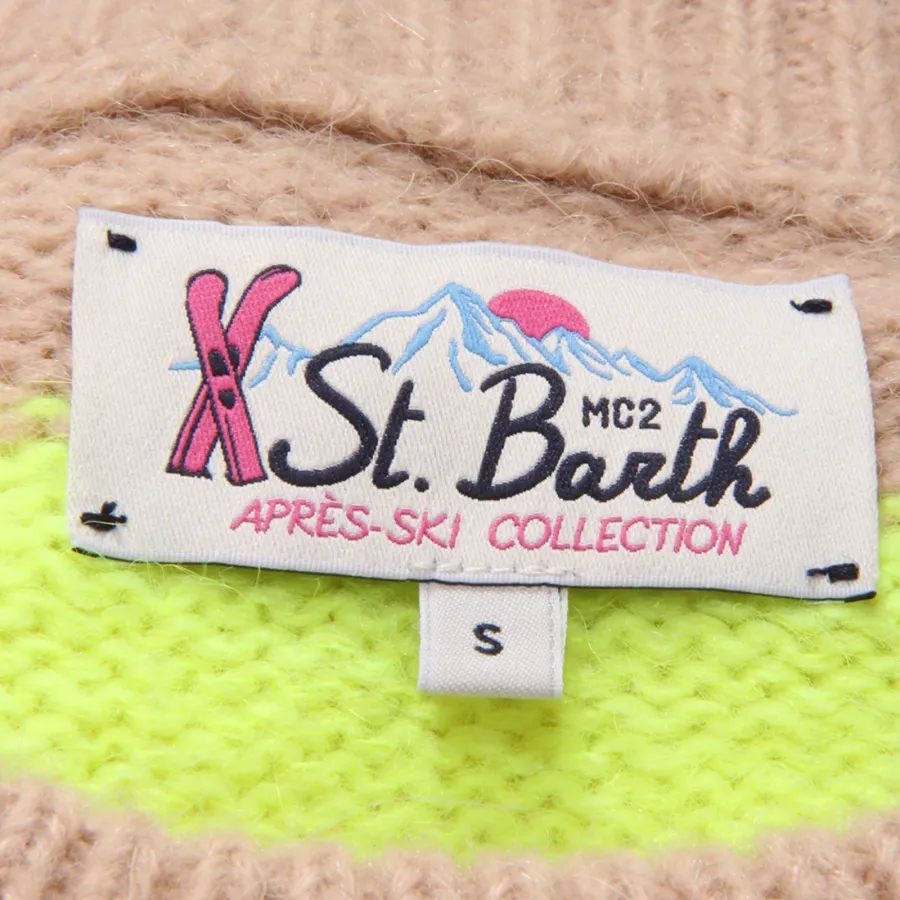 MC2
St. Barth
APRÈS-SKI COLLECTION
S